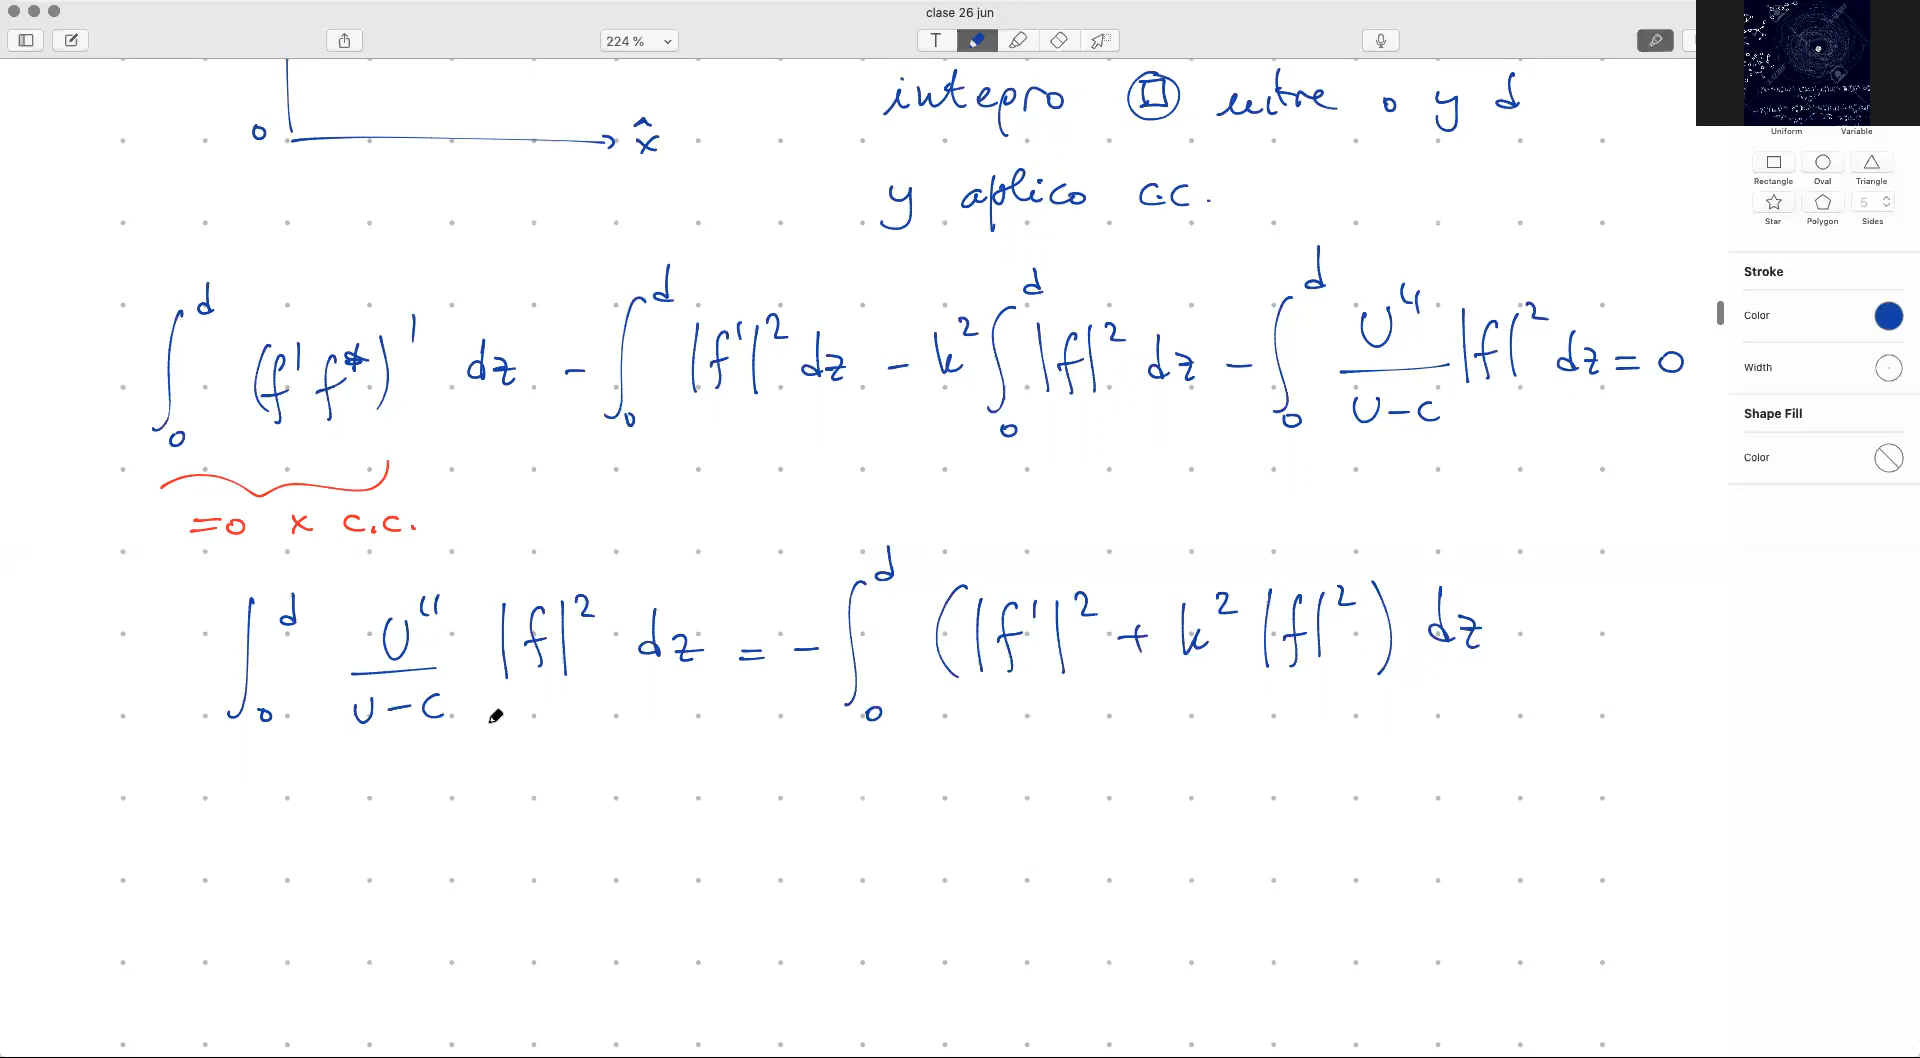 clase 26 jun
224 %
T
integro □ entre 0 y d
0
x̂
y aplico c.c.
∫₀ᵈ (f' f*)' dz - ∫₀ᵈ |f'|² dz - k² ∫₀ᵈ |f|² dz - ∫₀ᵈ U''/(U-c) |f|² dz = 0
=0 x c.c.
∫₀ᵈ U''/(U-c) |f|² dz = - ∫₀ᵈ (|f'|² + k² |f|²) dz
Uniform Variable
Rectangle Oval Triangle
5
Star Polygon Sides
Stroke
Color
Width
Shape Fill
Color